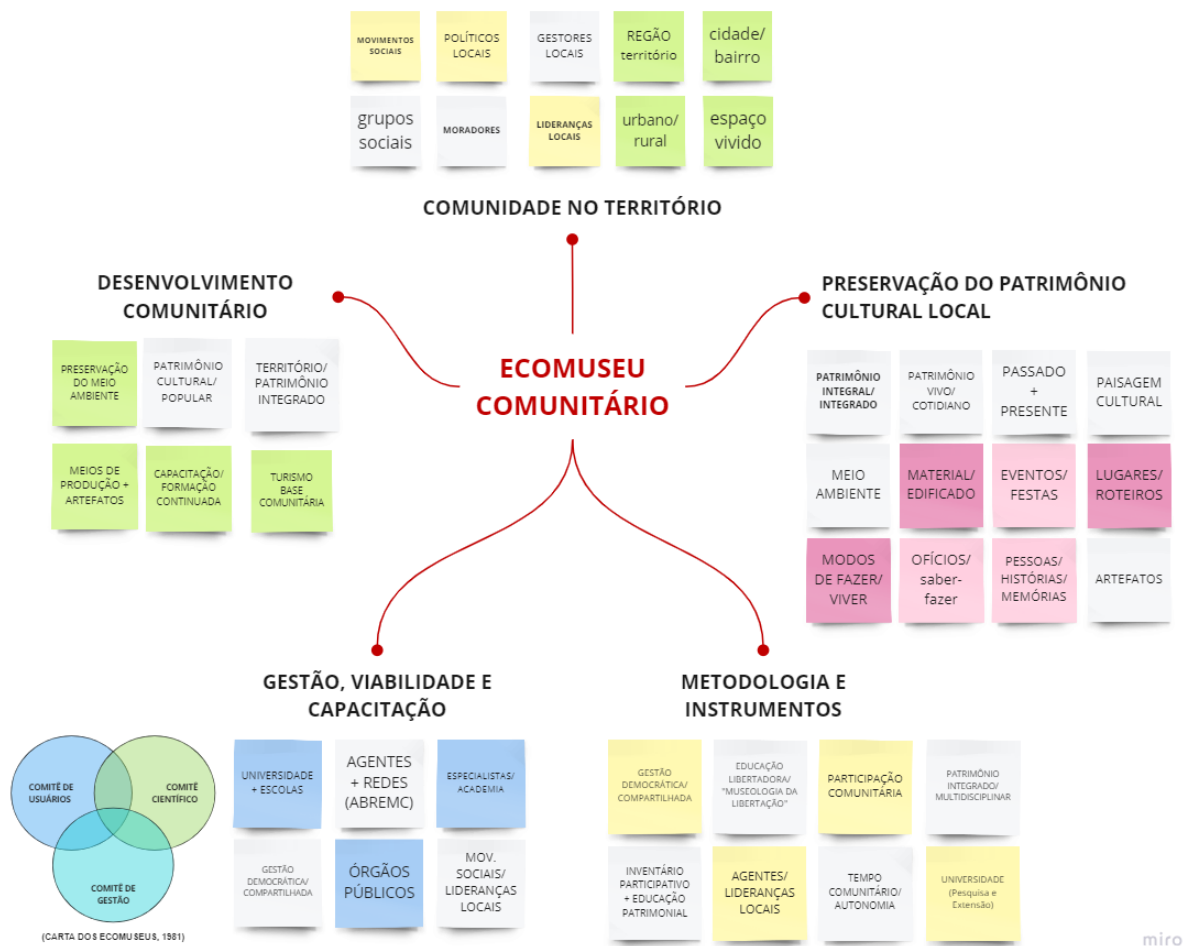 MOVIMENTOS
SOCIAIS
POLÍTICOS
LOCAIS
GESTORES
LOCAIS
REGÃO
território
cidade/
bairro
grupos
sociais
MORADORES
LIDERANÇAS
LOCAIS
urbano/
rural
espaço
vivido
COMUNIDADE NO TERRITÓRIO
DESENVOLVIMENTO
COMUNITÁRIO
PRESERVAÇÃO
DO MEIO
AMBIENTE
PATRIMÔNIO
CULTURAL/
POPULAR
TERRITÓRIO/
PATRIMÔNIO
INTEGRADO
MEIOS DE
PRODUÇÃO +
ARTEFATOS
CAPACITAÇÃO/
FORMAÇÃO
CONTINUADA
TURISMO
BASE
COMUNITÁRIA
ECOMUSEU
COMUNITÁRIO
PRESERVAÇÃO DO PATRIMÔNIO
CULTURAL LOCAL
PATRIMÔNIO
INTEGRAL/
INTEGRADO
PATRIMÔNIO
VIVO/
COTIDIANO
PASSADO
+
PRESENTE
PAISAGEM
CULTURAL
MEIO
AMBIENTE
MATERIAL/
EDIFICADO
EVENTOS/
FESTAS
LUGARES/
ROTEIROS
MODOS
DE FAZER/
VIVER
OFÍCIOS/
saber-
fazer
PESSOAS/
HISTÓRIAS/
MEMÓRIAS
ARTEFATOS
GESTÃO, VIABILIDADE E
CAPACITAÇÃO
COMITÊ DE
USUÁRIOS
COMITÊ
CIENTÍFICO
COMITÊ DE
GESTÃO
(CARTA DOS ECOMUSEUS, 1981)
UNIVERSIDADE
+ ESCOLAS
AGENTES
+ REDES
(ABREMC)
ESPECIALISTAS/
ACADEMIA
GESTÃO
DEMOCRÁTICA/
COMPARTILHADA
ÓRGÃOS
PÚBLICOS
MOV.
SOCIAIS/
LIDERANÇAS
LOCAIS
METODOLOGIA E
INSTRUMENTOS
GESTÃO
DEMOCRÁTICA/
COMPARTILHADA
EDUCAÇÃO
LIBERTADORA/
"MUSEOLOGIA DA
LIBERTAÇÃO"
PARTICIPAÇÃO
COMUNITÁRIA
PATRIMÔNIO
INTEGRADO/
MULTIDISCIPLINAR
INVENTÁRIO
PARTICIPATIVO
+ EDUCAÇÃO
PATRIMONIAL
AGENTES/
LIDERANÇAS
LOCAIS
TEMPO
COMUNITÁRIO/
AUTONOMIA
UNIVERSIDADE
(Pesquisa e
Extensão)
miro